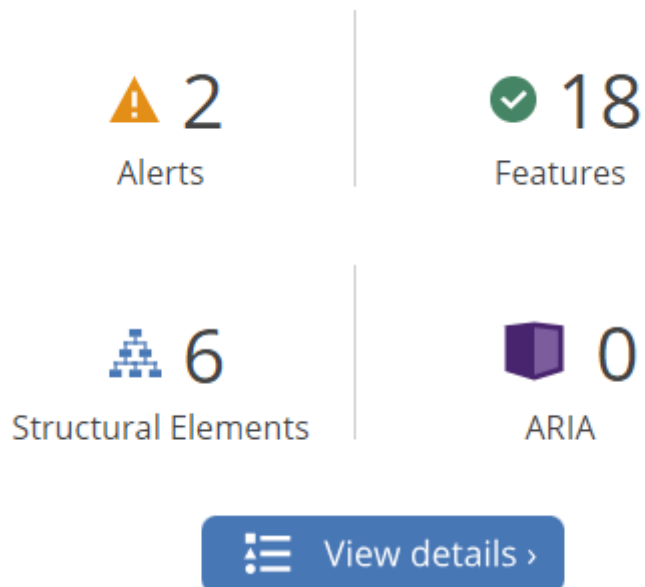 2 18
Alerts Features
6 0
Structural Elements ARIA
View details ›